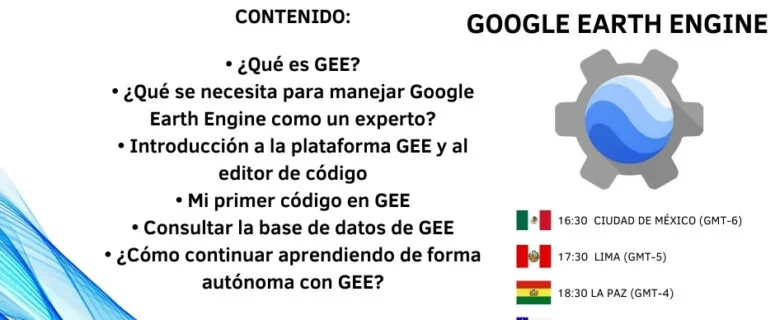 CONTENIDO:
• ¿Qué es GEE?
• ¿Qué se necesita para manejar Google
Earth Engine como un experto?
• Introducción a la plataforma GEE y al
editor de código
• Mi primer código en GEE
• Consultar la base de datos de GEE
• ¿Cómo continuar aprendiendo de forma
autónoma con GEE?
GOOGLE EARTH ENGINE
16:30 CIUDAD DE MÉXICO (GMT-6)
17:30 LIMA (GMT-5)
18:30 LA PAZ (GMT-4)